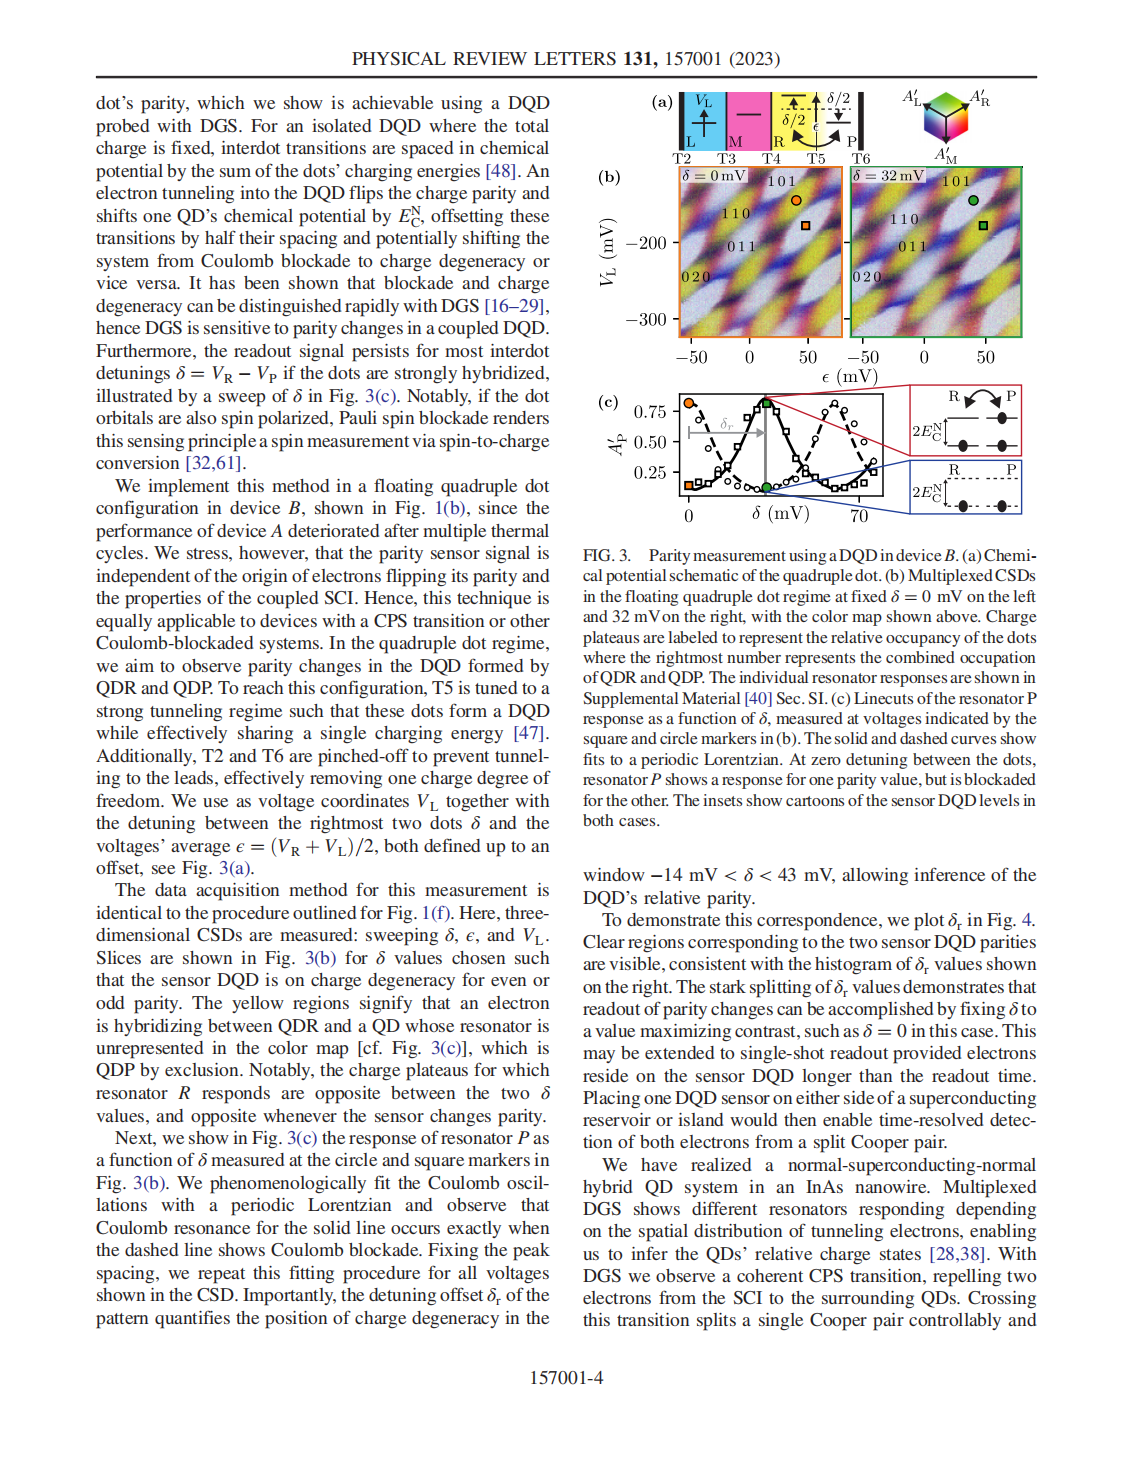 PHYSICAL REVIEW LETTERS 131, 157001 (2023)
dot's parity, which we show is achievable using a DQD
probed with DGS. For an isolated DQD where the total
charge is fixed, interdot transitions are spaced in chemical
potential by the sum of the dots' charging energies [48]. An
electron tunneling into the DQD flips the charge parity and
shifts one QD's chemical potential by E_C^N, offsetting these
transitions by half their spacing and potentially shifting the
system from Coulomb blockade to charge degeneracy or
vice versa. It has been shown that blockade and charge
degeneracy can be distinguished rapidly with DGS [16–29],
hence DGS is sensitive to parity changes in a coupled DQD.
Furthermore, the readout signal persists for most interdot
detunings δ = V_R − V_P if the dots are strongly hybridized,
illustrated by a sweep of δ in Fig. 3(c). Notably, if the dot
orbitals are also spin polarized, Pauli spin blockade renders
this sensing principle a spin measurement via spin-to-charge
conversion [32,61].
We implement this method in a floating quadruple dot
configuration in device B, shown in Fig. 1(b), since the
performance of device A deteriorated after multiple thermal
cycles. We stress, however, that the parity sensor signal is
independent of the origin of electrons flipping its parity and
the properties of the coupled SCI. Hence, this technique is
equally applicable to devices with a CPS transition or other
Coulomb-blockaded systems. In the quadruple dot regime,
we aim to observe parity changes in the DQD formed by
QDR and QDP. To reach this configuration, T5 is tuned to a
strong tunneling regime such that these dots form a DQD
while effectively sharing a single charging energy [47].
Additionally, T2 and T6 are pinched-off to prevent tunnel-
ing to the leads, effectively removing one charge degree of
freedom. We use as voltage coordinates V_L together with
the detuning between the rightmost two dots δ and the
voltages' average ϵ = (V_R + V_L)/2, both defined up to an
offset, see Fig. 3(a).
The data acquisition method for this measurement is
identical to the procedure outlined for Fig. 1(f). Here, three-
dimensional CSDs are measured: sweeping δ, ϵ, and V_L.
Slices are shown in Fig. 3(b) for δ values chosen such
that the sensor DQD is on charge degeneracy for even or
odd parity. The yellow regions signify that an electron
is hybridizing between QDR and a QD whose resonator is
unrepresented in the color map [cf. Fig. 3(c)], which is
QDP by exclusion. Notably, the charge plateaus for which
resonator R responds are opposite between the two δ
values, and opposite whenever the sensor changes parity.
Next, we show in Fig. 3(c) the response of resonator P as
a function of δ measured at the circle and square markers in
Fig. 3(b). We phenomenologically fit the Coulomb oscil-
lations with a periodic Lorentzian and observe that
Coulomb resonance for the solid line occurs exactly when
the dashed line shows Coulomb blockade. Fixing the peak
spacing, we repeat this fitting procedure for all voltages
shown in the CSD. Importantly, the detuning offset δ_r of the
pattern quantifies the position of charge degeneracy in the
(a) V_L δ/2 δ/2 ϵ
L M R P
T2 T3 T4 T5 T6
A′_L A′_R A′_M
(b) δ = 0 mV 101 δ = 32 mV 101
110 110
011 011
020 020
V_L (mV)
−200
−300
−50 0 50 −50 0 50
ϵ (mV)
(c)
A′_P
0.75
0.50
0.25
δ_r
0 δ (mV) 70
R P
2E_C^N
R P
2E_C^N
FIG. 3. Parity measurement using a DQD in device B. (a) Chemi-
cal potential schematic of the quadruple dot. (b) Multiplexed CSDs
in the floating quadruple dot regime at fixed δ = 0 mV on the left
and 32 mV on the right, with the color map shown above. Charge
plateaus are labeled to represent the relative occupancy of the dots
where the rightmost number represents the combined occupation
of QDR and QDP. The individual resonator responses are shown in
Supplemental Material [40] Sec. SI. (c) Linecuts of the resonator P
response as a function of δ, measured at voltages indicated by the
square and circle markers in (b). The solid and dashed curves show
fits to a periodic Lorentzian. At zero detuning between the dots,
resonator P shows a response for one parity value, but is blockaded
for the other. The insets show cartoons of the sensor DQD levels in
both cases.
window −14 mV < δ < 43 mV, allowing inference of the
DQD's relative parity.
To demonstrate this correspondence, we plot δ_r in Fig. 4.
Clear regions corresponding to the two sensor DQD parities
are visible, consistent with the histogram of δ_r values shown
on the right. The stark splitting of δ_r values demonstrates that
readout of parity changes can be accomplished by fixing δ to
a value maximizing contrast, such as δ = 0 in this case. This
may be extended to single-shot readout provided electrons
reside on the sensor DQD longer than the readout time.
Placing one DQD sensor on either side of a superconducting
reservoir or island would then enable time-resolved detec-
tion of both electrons from a split Cooper pair.
We have realized a normal-superconducting-normal
hybrid QD system in an InAs nanowire. Multiplexed
DGS shows different resonators responding depending
on the spatial distribution of tunneling electrons, enabling
us to infer the QDs' relative charge states [28,38]. With
DGS we observe a coherent CPS transition, repelling two
electrons from the SCI to the surrounding QDs. Crossing
this transition splits a single Cooper pair controllably and
157001-4